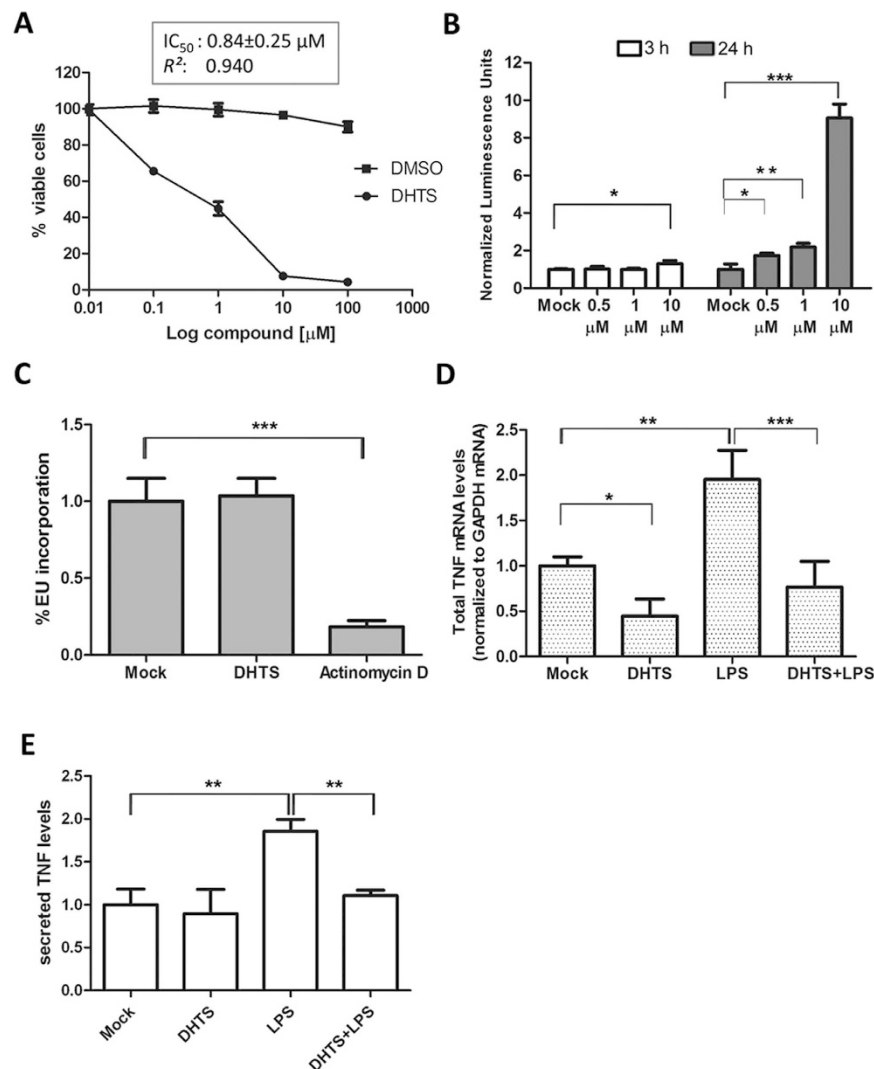 A
IC50 : 0.84±0.25 µM
R²: 0.940
% viable cells
120
100
80
60
40
20
0
0.01 0.1 1 10 100 1000
Log compound [µM]
DMSO
DHTS
B
3 h 24 h
Normalized Luminescence Units
12
10
8
6
4
2
0
*
*
**
***
Mock 0.5 1 10 Mock 0.5 1 10
µM µM µM µM µM µM
C
%EU incorporation
1.5
1.0
0.5
0.0
***
Mock DHTS Actinomycin D
D
Total TNF mRNA levels
(normalized to GAPDH mRNA)
2.5
2.0
1.5
1.0
0.5
0.0
** ***
*
Mock DHTS LPS DHTS+LPS
E
secreted TNF levels
2.5
2.0
1.5
1.0
0.5
0.0
** **
Mock DHTS LPS DHTS+LPS